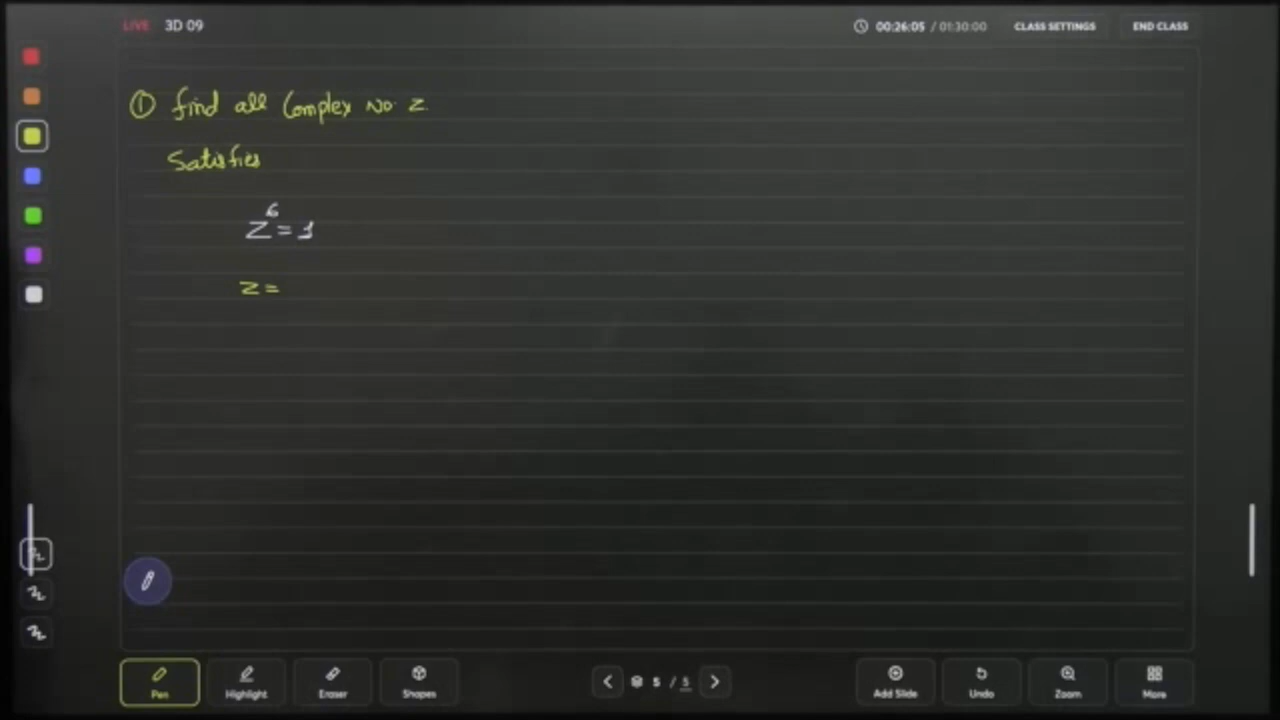 LIVE 3D 09 00:26:05 / 01:30:00 CLASS SETTINGS END CLASS
① find all Complex No. z.
Satisfies
z⁶ = 1
z =
Pen Highlight Eraser Shapes 5 / 5 Add Slide Undo Zoom More